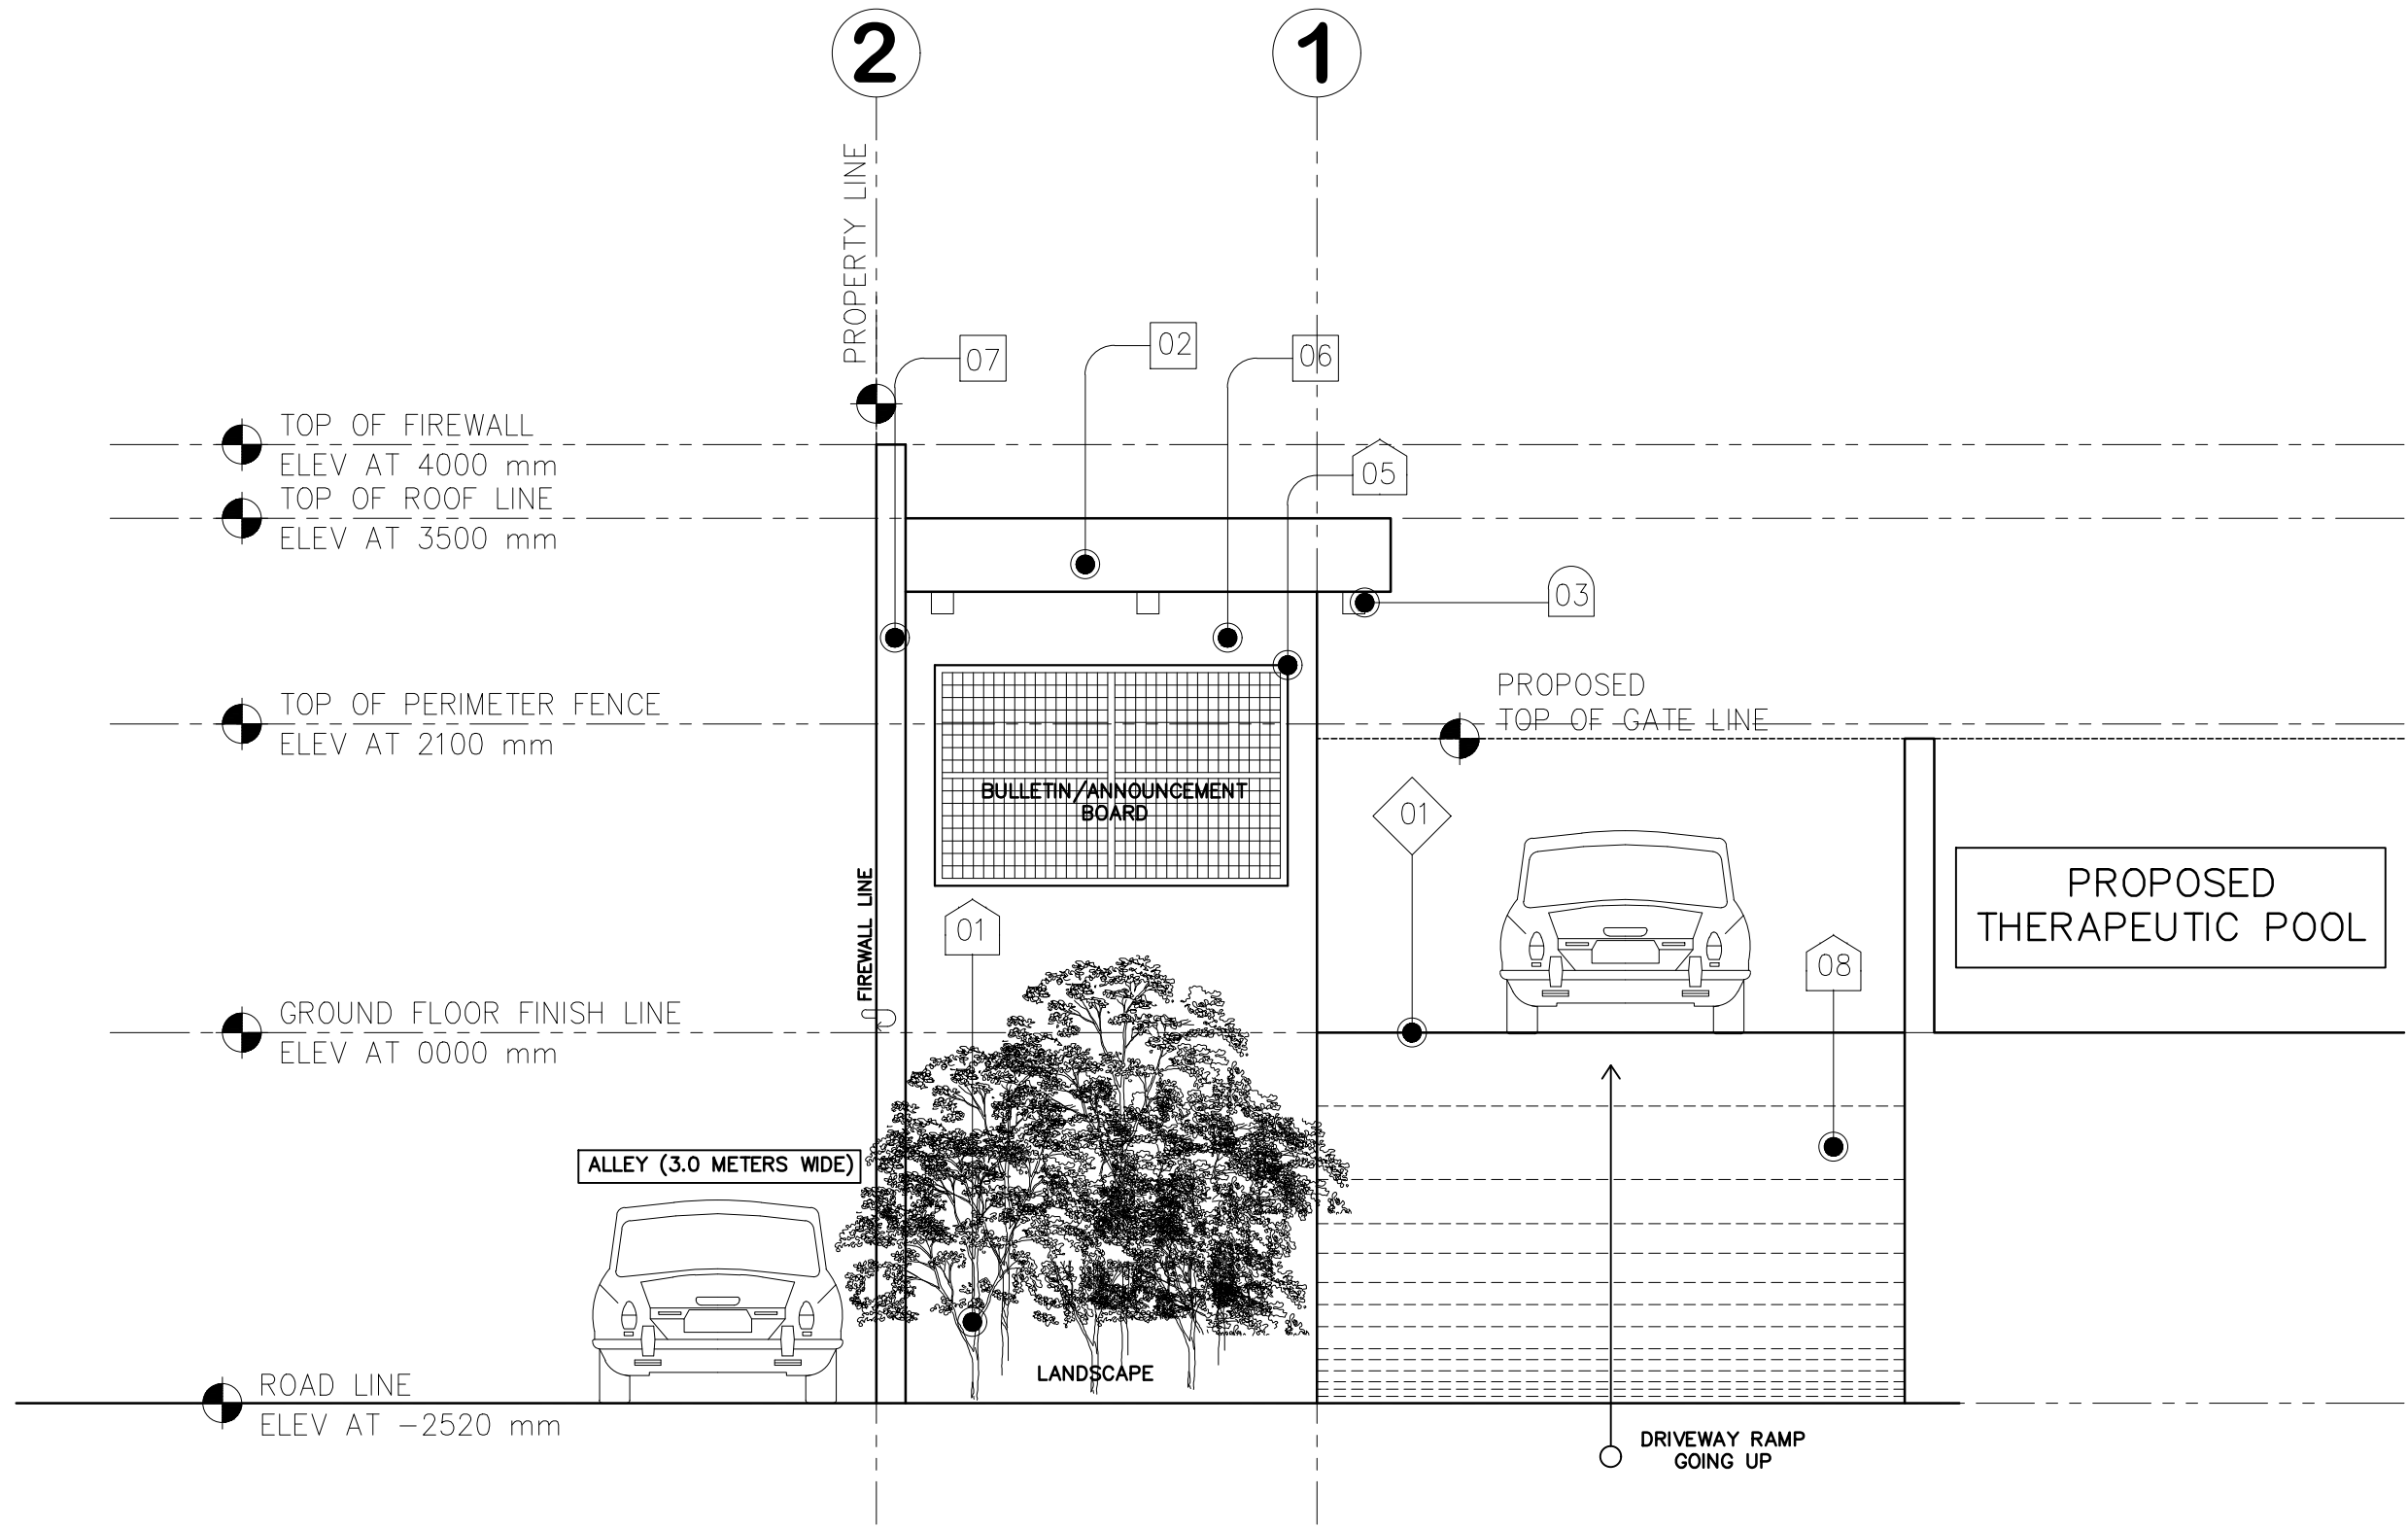 2
1
PROPERTY LINE
07
02
06
TOP OF FIREWALL
ELEV AT 4000 mm
05
TOP OF ROOF LINE
ELEV AT 3500 mm
03
TOP OF PERIMETER FENCE
ELEV AT 2100 mm
PROPOSED
TOP OF GATE LINE
BULLETIN/ANNOUNCEMENT
BOARD
01
PROPOSED
THERAPEUTIC POOL
FIREWALL LINE
01
08
GROUND FLOOR FINISH LINE
ELEV AT 0000 mm
ALLEY (3.0 METERS WIDE)
LANDSCAPE
ROAD LINE
ELEV AT -2520 mm
DRIVEWAY RAMP
GOING UP